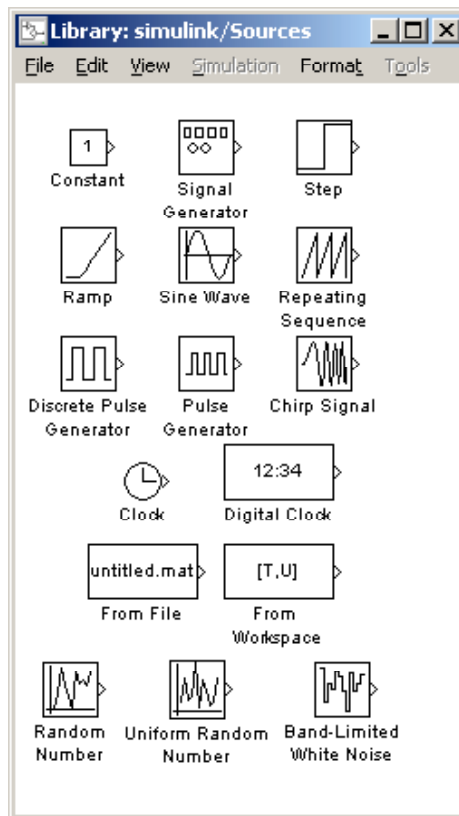 Library: simulink/Sources
File Edit View Simulation Format Tools
1
Constant
Signal
Generator
Step
Ramp
Sine Wave
Repeating
Sequence
Discrete Pulse
Generator
Pulse
Generator
Chirp Signal
Clock
12:34
Digital Clock
untitled.mat
From File
[T,U]
From
Workspace
Random
Number
Uniform Random
Number
Band-Limited
White Noise